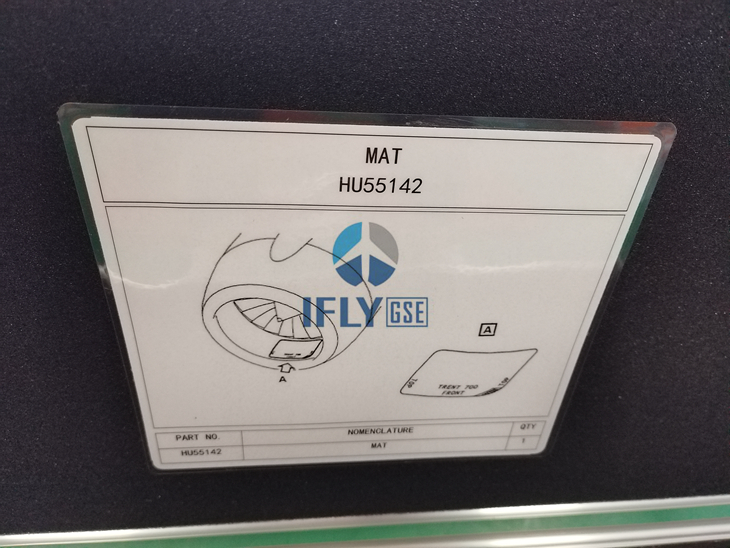 MAT
HU55142
IFLY GSE
TRENT 700
FRONT
A
A
PART NO.
NOMENCLATURE
QTY
HU55142
MAT
1